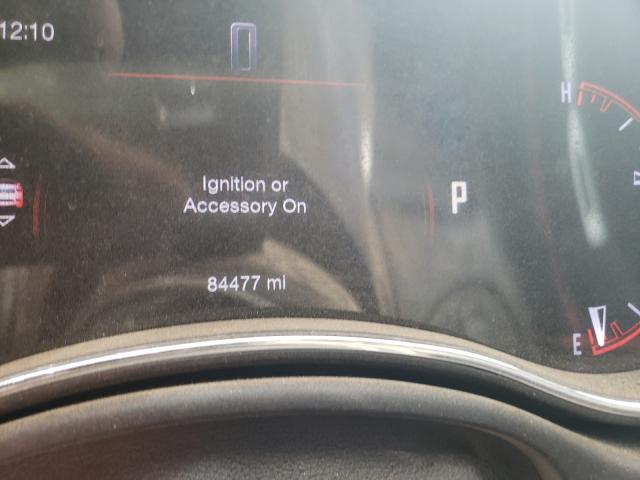 12:10
0
H
Ignition or
Accessory On
P
84477 mi
E